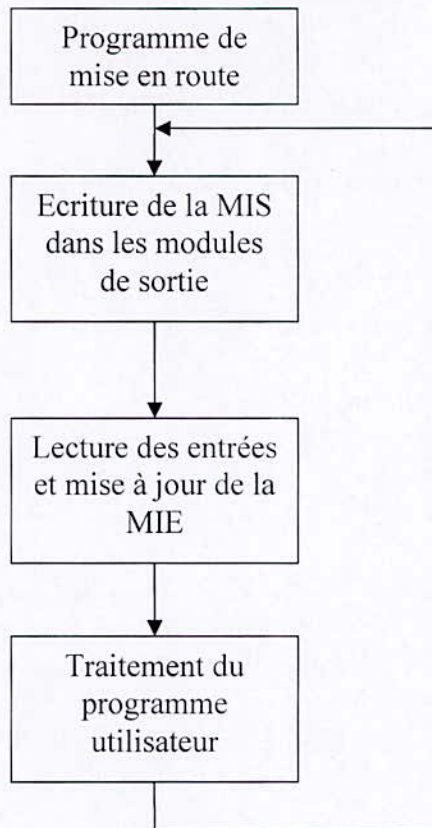 Programme de
mise en route
Ecriture de la MIS
dans les modules
de sortie
Lecture des entrées
et mise à jour de la
MIE
Traitement du
programme
utilisateur